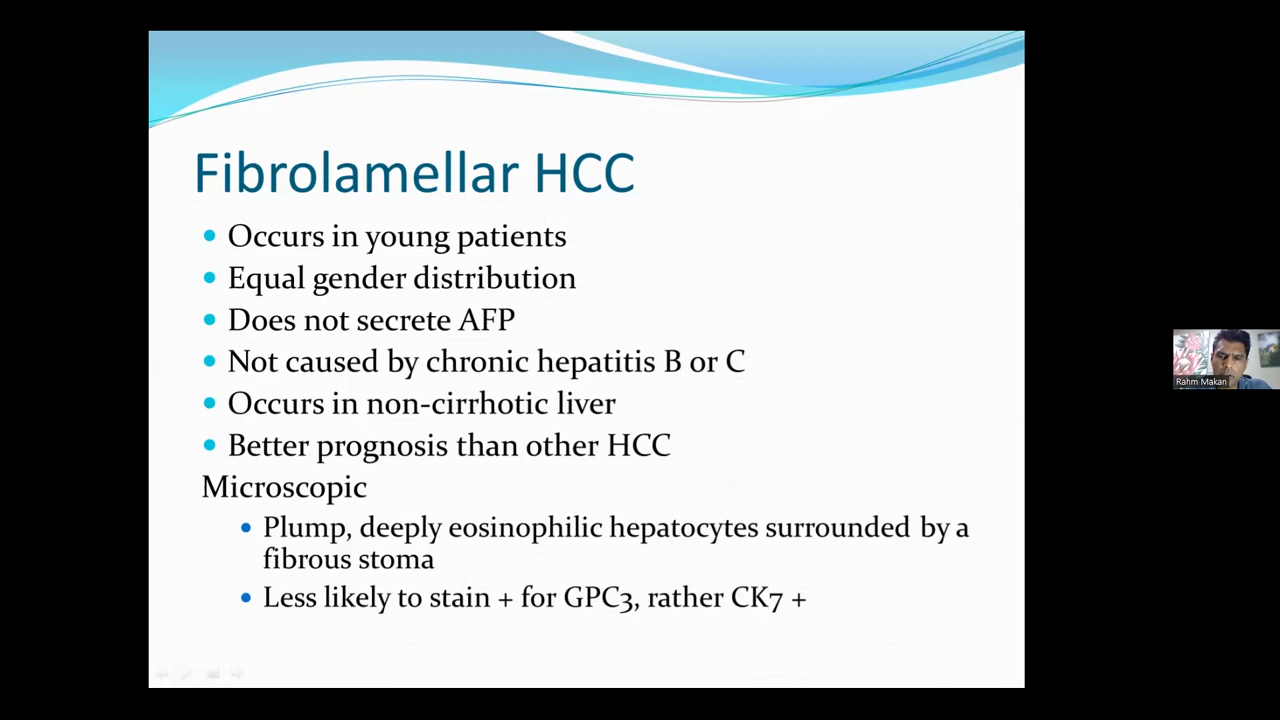 Fibrolamellar HCC
• Occurs in young patients
• Equal gender distribution
• Does not secrete AFP
• Not caused by chronic hepatitis B or C
• Occurs in non-cirrhotic liver
• Better prognosis than other HCC
Microscopic
• Plump, deeply eosinophilic hepatocytes surrounded by a
fibrous stoma
• Less likely to stain + for GPC3, rather CK7 +
Rahm Makan